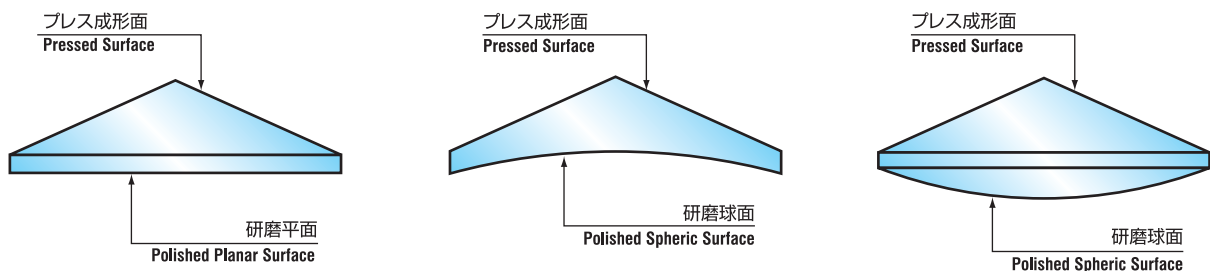 プレス成形面
Pressed Surface
研磨平面
Polished Planar Surface
プレス成形面
Pressed Surface
研磨球面
Polished Spheric Surface
プレス成形面
Pressed Surface
研磨球面
Polished Spheric Surface